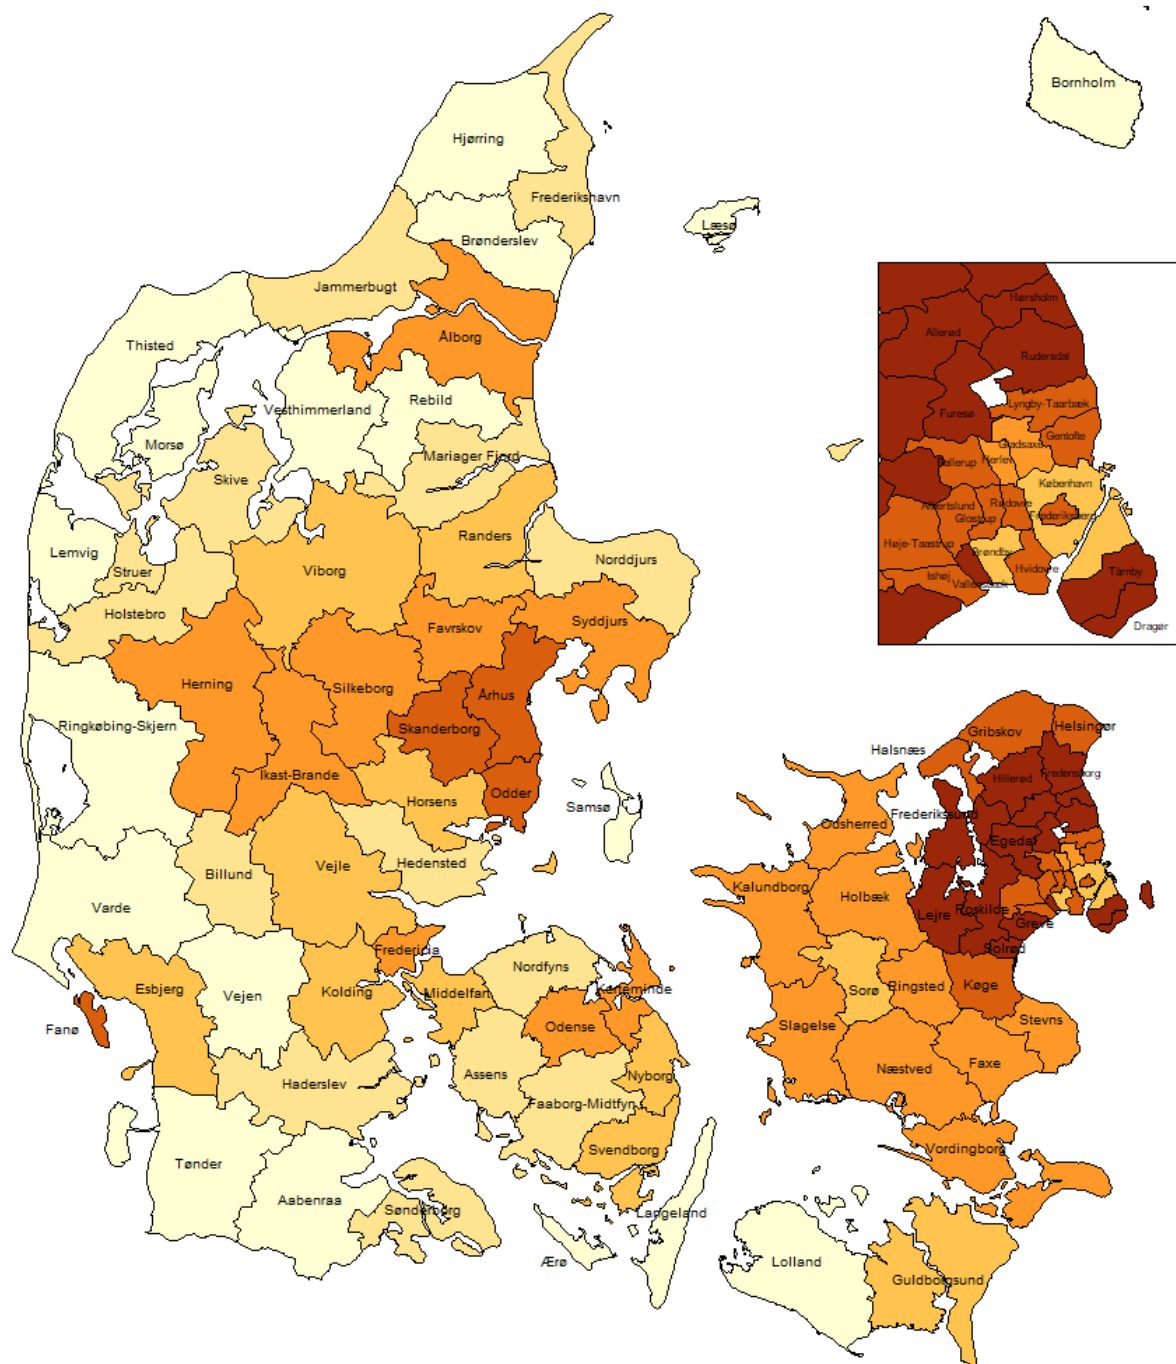 Bornholm
Hjørring
Frederikshavn
Læsø
Brønderslev
Jammerbugt
Hørsholm
Allerød
Ålborg
Thisted
Rudersdal
Rebild
Vesthimmerland
Lyngby-Taarbæk
Furesø
Morsø
Gentofte
Gladsaxe
Mariager Fjord
Herlev
Ballerup
Skive
København
Albertslund
Rødovre
Frederiksberg
Glostrup
Randers
Lemvig
Høje-Taastrup
Brøndby
Norddjurs
Viborg
Struer
Hvidovre
Tårnby
Ishøj
Vallensbæk
Holstebro
Favrskov
Syddjurs
Dragør
Herning
Silkeborg
Århus
Ringkøbing-Skjern
Skanderborg
Gribskov
Helsingør
Halsnæs
Ikast-Brande
Hillerød
Fredensborg
Horsens
Odder
Samsø
Frederikssund
Odsherred
Egedal
Vejle
Hedensted
Billund
Kalundborg
Holbæk
Varde
Lejre
Roskilde
Greve
Solrød
Fredericia
Nordfyns
Esbjerg
Vejen
Kolding
Middelfart
Kerteminde
Sorø
Ringsted
Køge
Fanø
Odense
Slagelse
Stevns
Assens
Nyborg
Næstved
Faxe
Haderslev
Faaborg-Midtfyn
Svendborg
Vordingborg
Tønder
Aabenraa
Sønderborg
Langeland
Ærø
Lolland
Guldborgsund